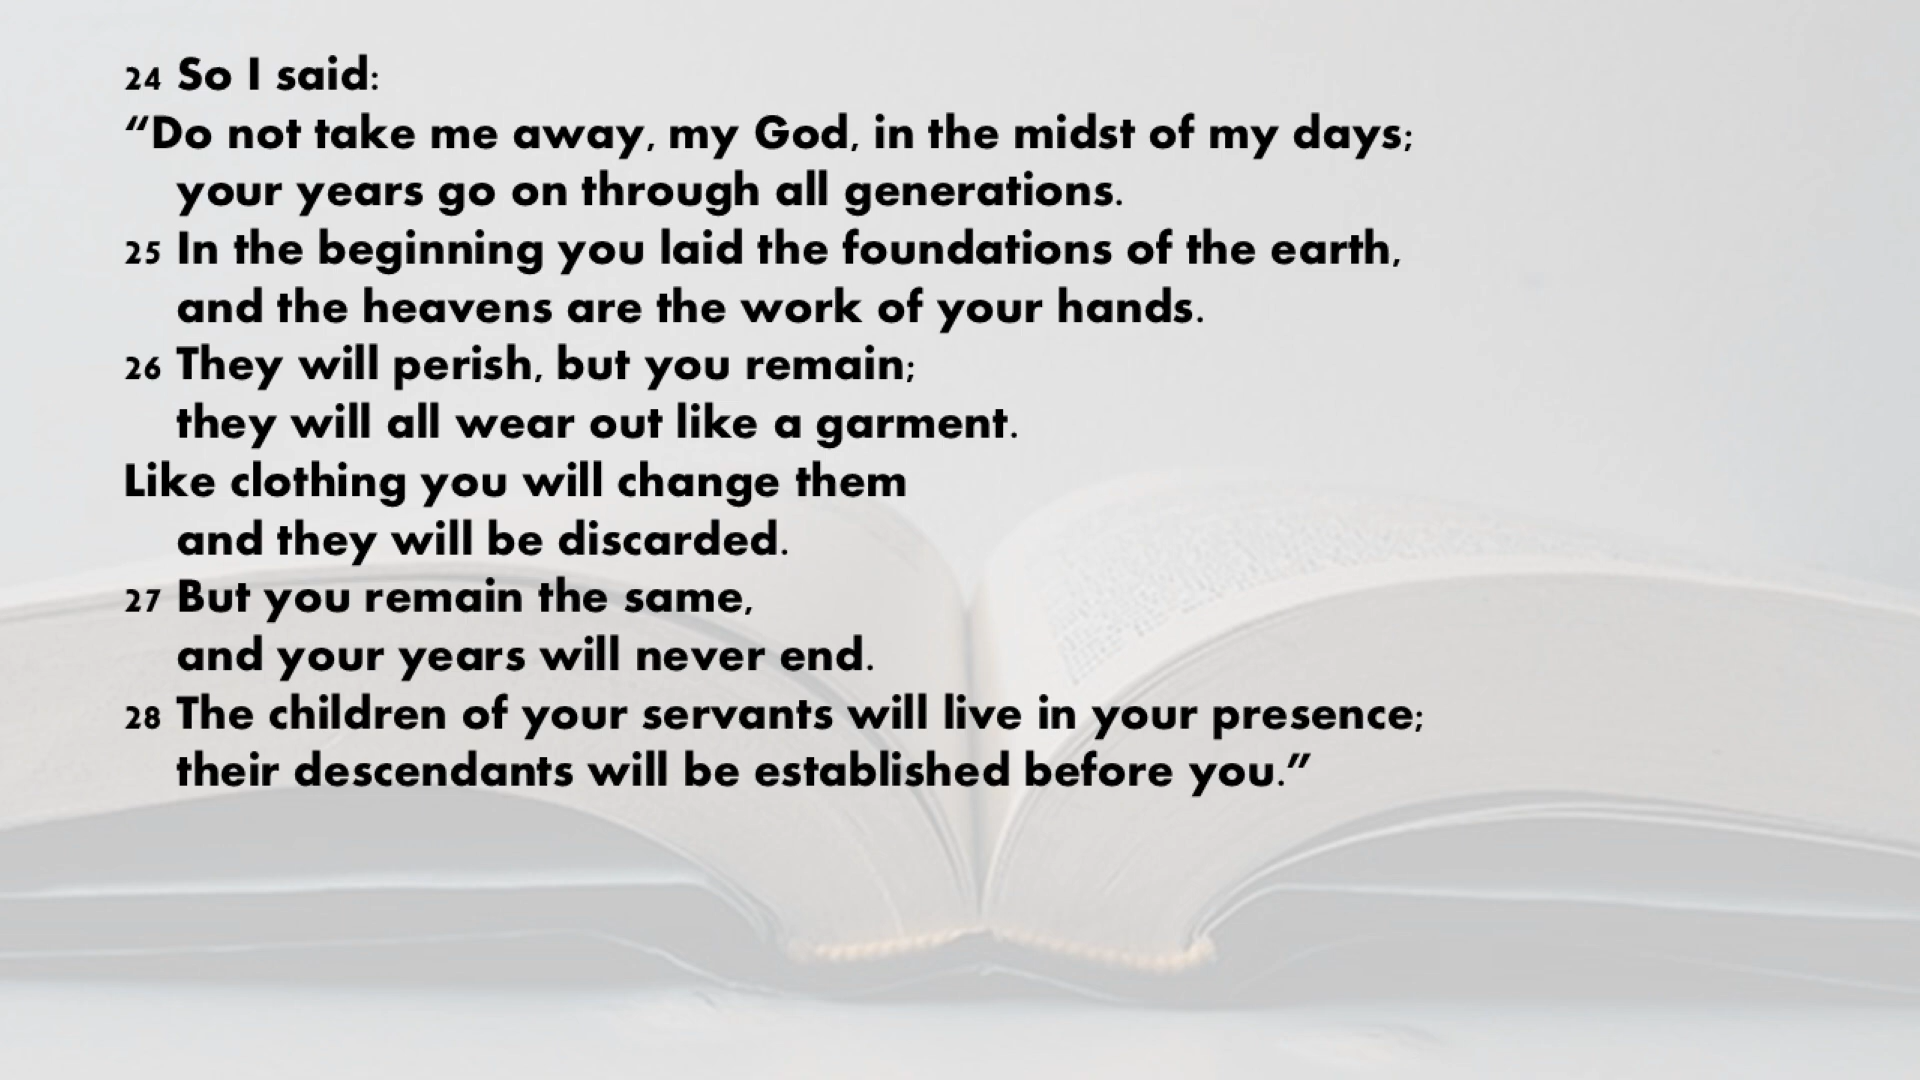 24 So I said:
“Do not take me away, my God, in the midst of my days;
your years go on through all generations.
25 In the beginning you laid the foundations of the earth,
and the heavens are the work of your hands.
26 They will perish, but you remain;
they will all wear out like a garment.
Like clothing you will change them
and they will be discarded.
27 But you remain the same,
and your years will never end.
28 The children of your servants will live in your presence;
their descendants will be established before you.”